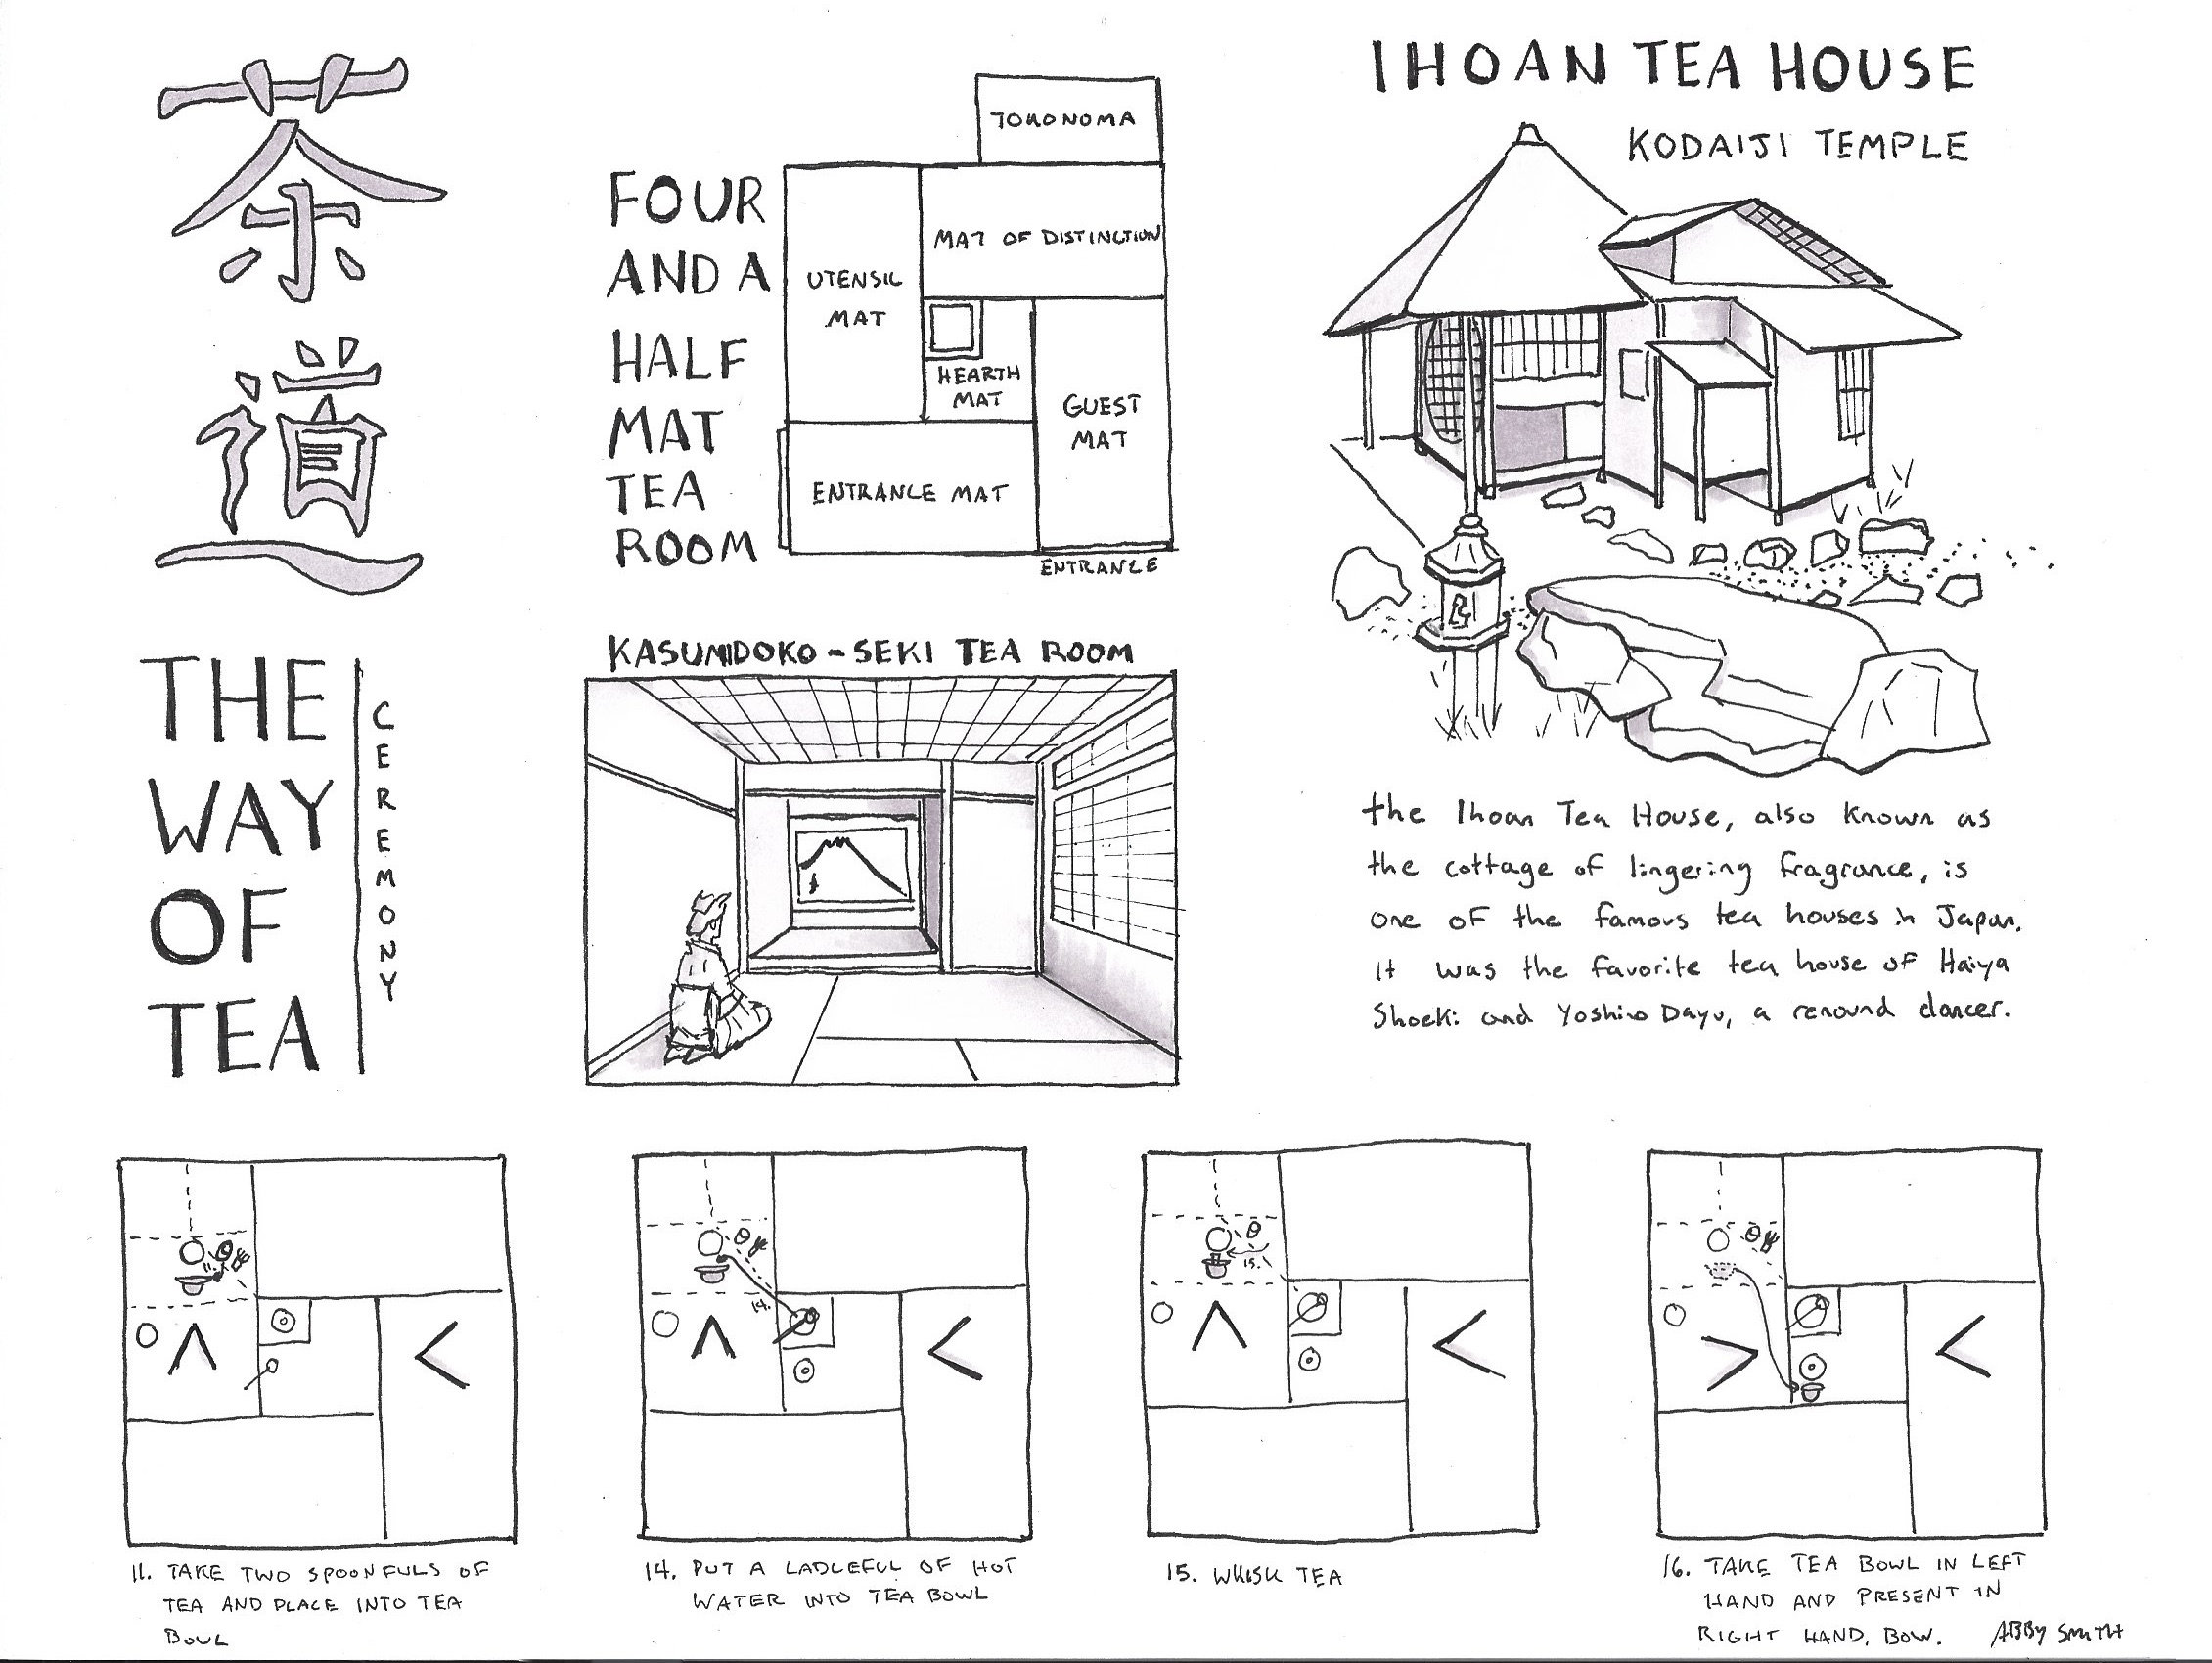 茶
道
THE
WAY
OF
TEA
CEREMONY
FOUR
AND A
HALF
MAT
TEA
ROOM
TOKONOMA
MAT OF DISTINCTION
UTENSIL
MAT
HEARTH
MAT
GUEST
MAT
ENTRANCE MAT
ENTRANCE
KASUMIDOKO-SEKI TEA ROOM
IHOAN TEA HOUSE
KODAIJI TEMPLE
the Ihoan Tea House, also known as
the cottage of lingering fragrance, is
one of the famous tea houses in Japan.
It was the favorite tea house of Haiya
Shoeki and Yoshino Dayu, a renound dancer.
11.
14.
15.
11. TAKE TWO SPOONFULS OF
TEA AND PLACE INTO TEA
BOWL
14. PUT A LADLEFUL OF HOT
WATER INTO TEA BOWL
15. WHISK TEA
16. TAKE TEA BOWL IN LEFT
HAND AND PRESENT IN
RIGHT HAND. BOW.
ABBY SMITH